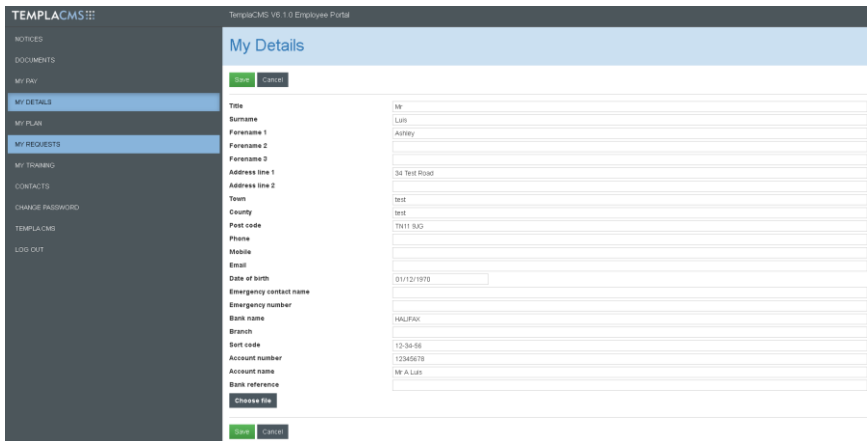 TEMPLACMS
TemplaCMS V6.1.0 Employee Portal
NOTICES
DOCUMENTS
MY PAY
MY DETAILS
MY PLAN
MY REQUESTS
MY TRAINING
CONTACTS
CHANGE PASSWORD
TEMPLACMS
LOG OUT
My Details
Save Cancel
Title Mr
Surname Luis
Forename 1 Ashley
Forename 2
Forename 3
Address line 1 34 Test Road
Address line 2
Town test
County test
Post code TN11 9JG
Phone
Mobile
Email
Date of birth 01/12/1970
Emergency contact name
Emergency number
Bank name HALIFAX
Branch
Sort code 12-34-56
Account number 12345678
Account name Mr A Luis
Bank reference
Choose file
Save Cancel